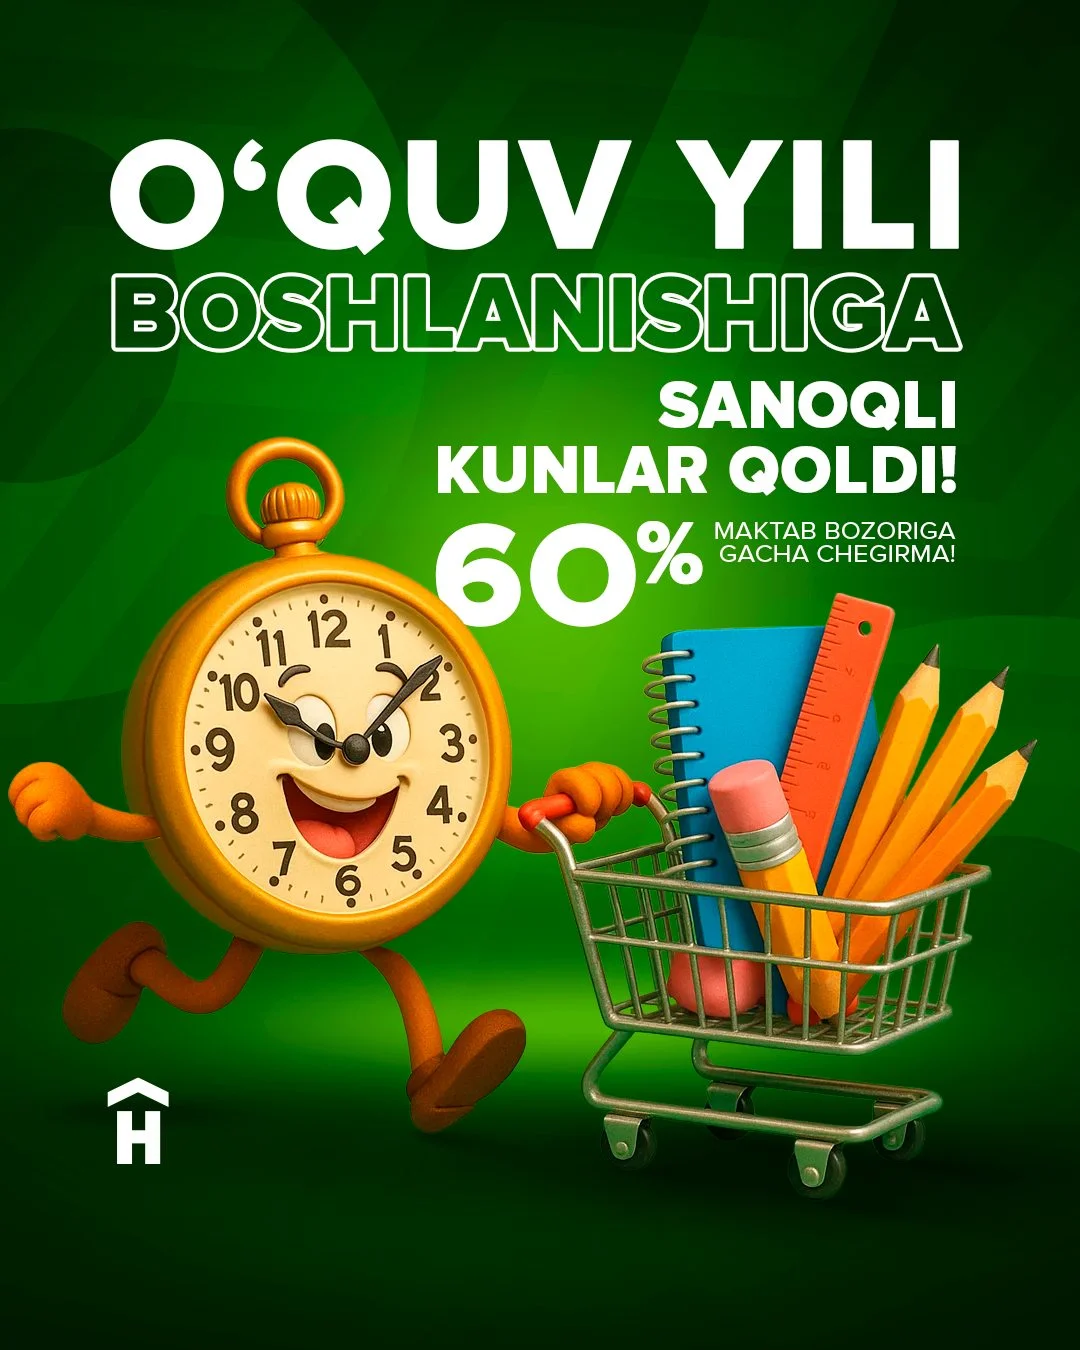 O‘QUV YILI
BOSHLANISHIGA
SANOQLI
KUNLAR QOLDI!
60%
MAKTAB BOZORIGA
GACHA CHEGIRMA!
12
11 1
10 2
9 3
8 4
7 5
6
H